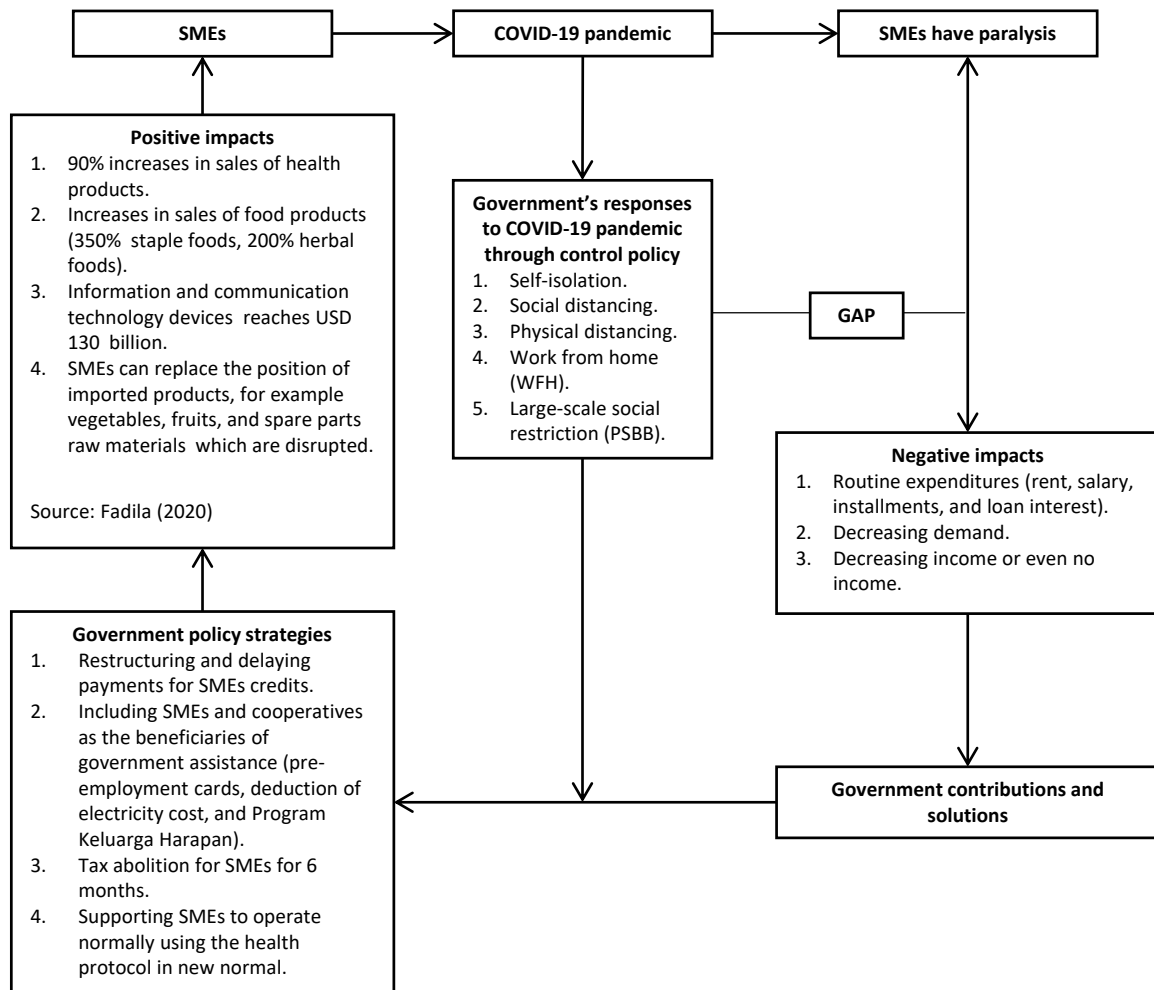 SMEs
COVID-19 pandemic
SMEs have paralysis
Positive impacts
1. 90% increases in sales of health
products.
2. Increases in sales of food products
(350% staple foods, 200% herbal
foods).
3. Information and communication
technology devices reaches USD
130 billion.
4. SMEs can replace the position of
imported products, for example
vegetables, fruits, and spare parts
raw materials which are disrupted.
Source: Fadila (2020)
Government’s responses
to COVID-19 pandemic
through control policy
1. Self-isolation.
2. Social distancing.
3. Physical distancing.
4. Work from home
(WFH).
5. Large-scale social
restriction (PSBB).
GAP
Negative impacts
1. Routine expenditures (rent, salary,
installments, and loan interest).
2. Decreasing demand.
3. Decreasing income or even no
income.
Government policy strategies
1. Restructuring and delaying
payments for SMEs credits.
2. Including SMEs and cooperatives
as the beneficiaries of
government assistance (pre-
employment cards, deduction of
electricity cost, and Program
Keluarga Harapan).
3. Tax abolition for SMEs for 6
months.
4. Supporting SMEs to operate
normally using the health
protocol in new normal.
Government contributions and
solutions